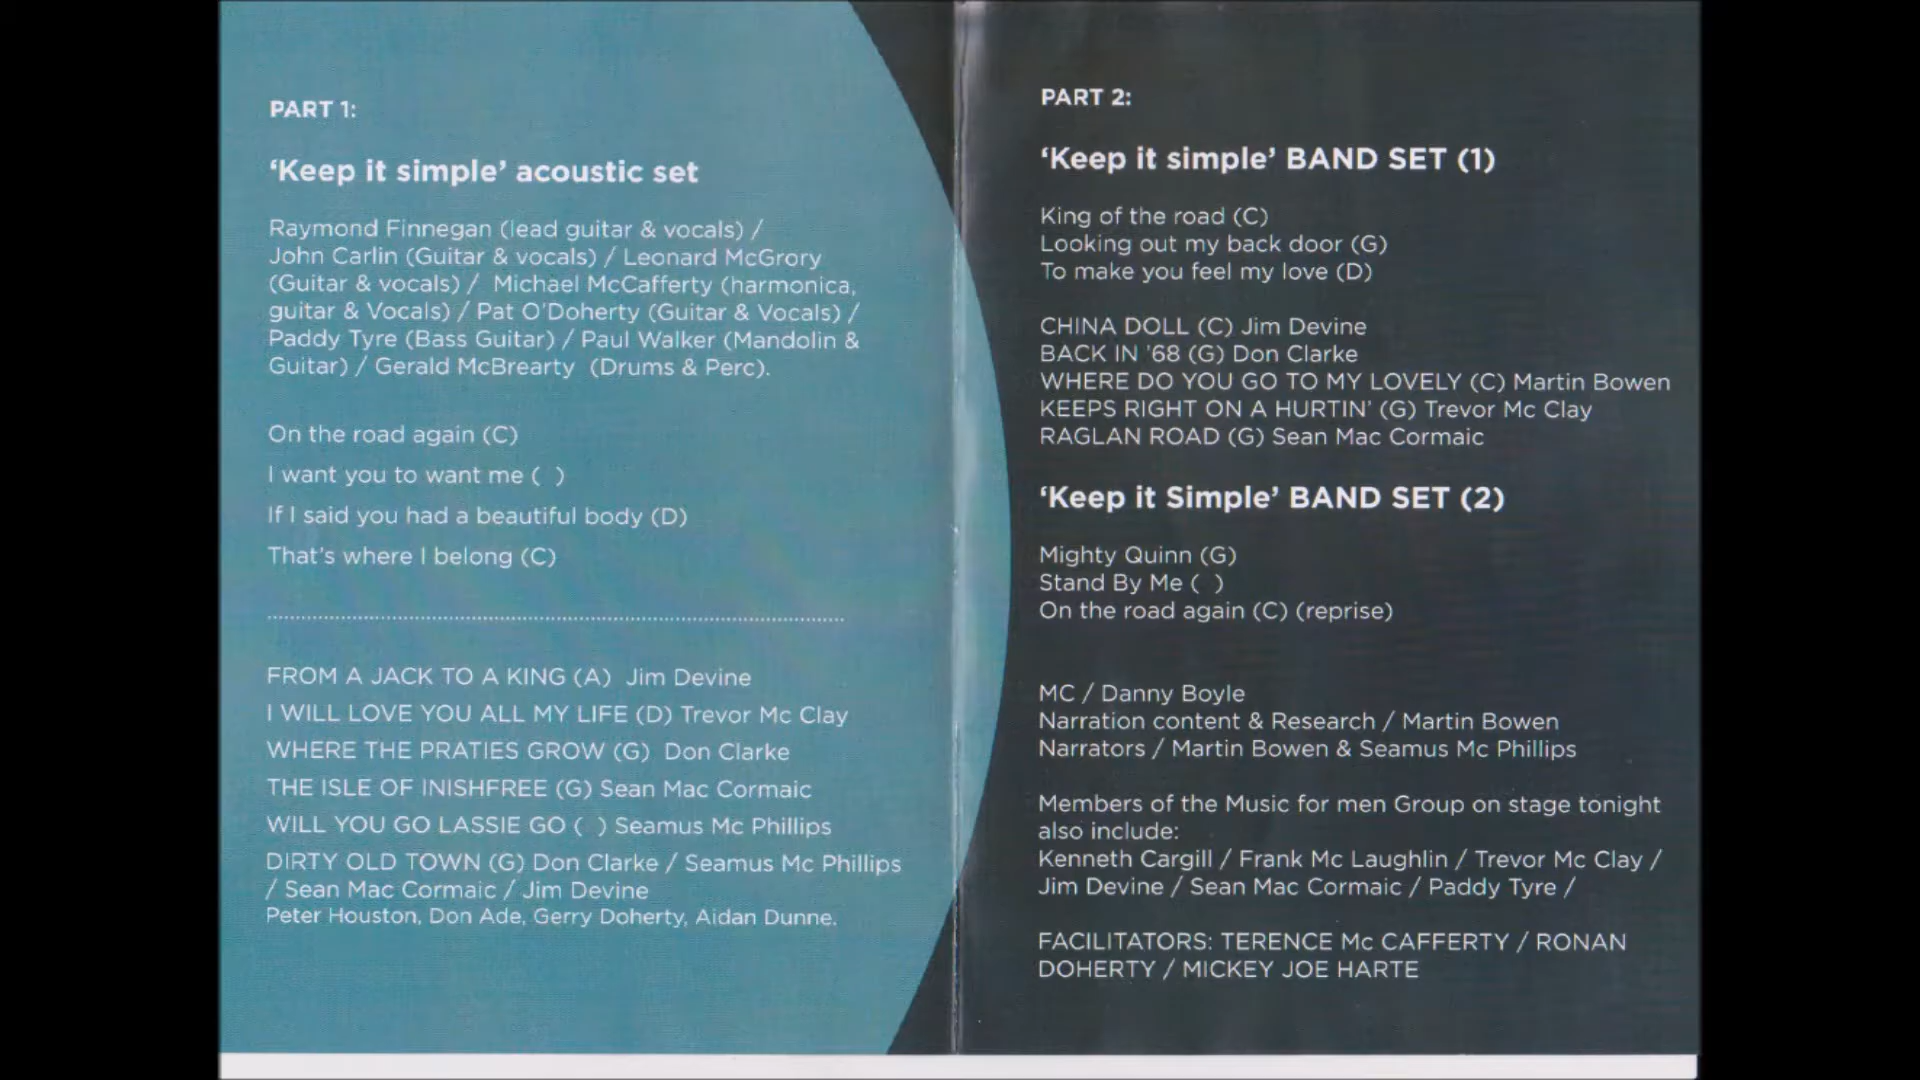 PART 1:
‘Keep it simple’ acoustic set
Raymond Finnegan (lead guitar & vocals) /
John Carlin (Guitar & vocals) / Leonard McGrory
(Guitar & vocals) / Michael McCafferty (harmonica,
guitar & Vocals) / Pat O’Doherty (Guitar & Vocals) /
Paddy Tyre (Bass Guitar) / Paul Walker (Mandolin &
Guitar) / Gerald McBrearty (Drums & Perc).
On the road again (C)
I want you to want me ( )
If I said you had a beautiful body (D)
That’s where I belong (C)
FROM A JACK TO A KING (A) Jim Devine
I WILL LOVE YOU ALL MY LIFE (D) Trevor Mc Clay
WHERE THE PRATIES GROW (G) Don Clarke
THE ISLE OF INISHFREE (G) Sean Mac Cormaic
WILL YOU GO LASSIE GO ( ) Seamus Mc Phillips
DIRTY OLD TOWN (G) Don Clarke / Seamus Mc Phillips
/ Sean Mac Cormaic / Jim Devine
Peter Houston, Don Ade, Gerry Doherty, Aidan Dunne.
PART 2:
‘Keep it simple’ BAND SET (1)
King of the road (C)
Looking out my back door (G)
To make you feel my love (D)
CHINA DOLL (C) Jim Devine
BACK IN ’68 (G) Don Clarke
WHERE DO YOU GO TO MY LOVELY (C) Martin Bowen
KEEPS RIGHT ON A HURTIN’ (G) Trevor Mc Clay
RAGLAN ROAD (G) Sean Mac Cormaic
‘Keep it Simple’ BAND SET (2)
Mighty Quinn (G)
Stand By Me ( )
On the road again (C) (reprise)
MC / Danny Boyle
Narration content & Research / Martin Bowen
Narrators / Martin Bowen & Seamus Mc Phillips
Members of the Music for men Group on stage tonight
also include:
Kenneth Cargill / Frank Mc Laughlin / Trevor Mc Clay /
Jim Devine / Sean Mac Cormaic / Paddy Tyre /
FACILITATORS: TERENCE Mc CAFFERTY / RONAN
DOHERTY / MICKEY JOE HARTE